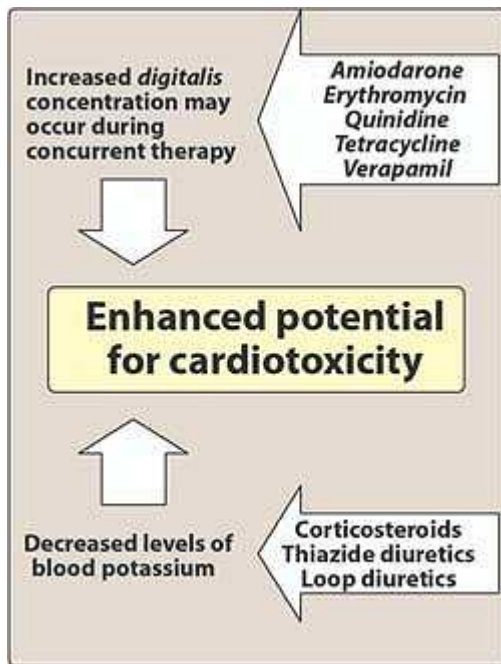 Increased digitalis
concentration may
occur during
concurrent therapy
Amiodarone
Erythromycin
Quinidine
Tetracycline
Verapamil
Enhanced potential
for cardiotoxicity
Decreased levels of
blood potassium
Corticosteroids
Thiazide diuretics
Loop diuretics